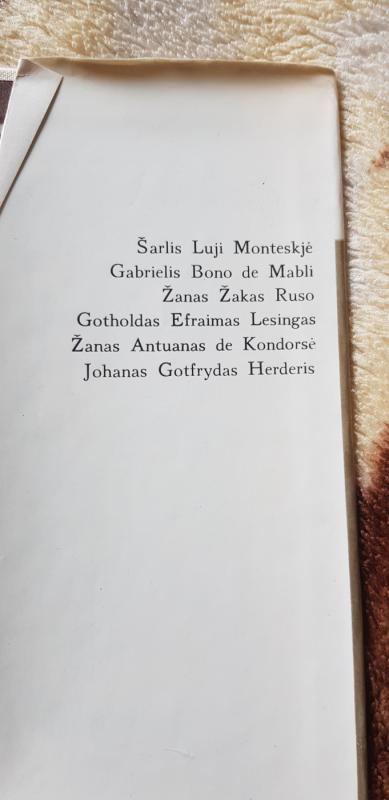 Šarlis Luji Monteskjė
Gabrielis Bono de Mabli
Žanas Žakas Ruso
Gotholdas Efraimas Lesingas
Žanas Antuanas de Kondorsė
Johanas Gotfrydas Herderis